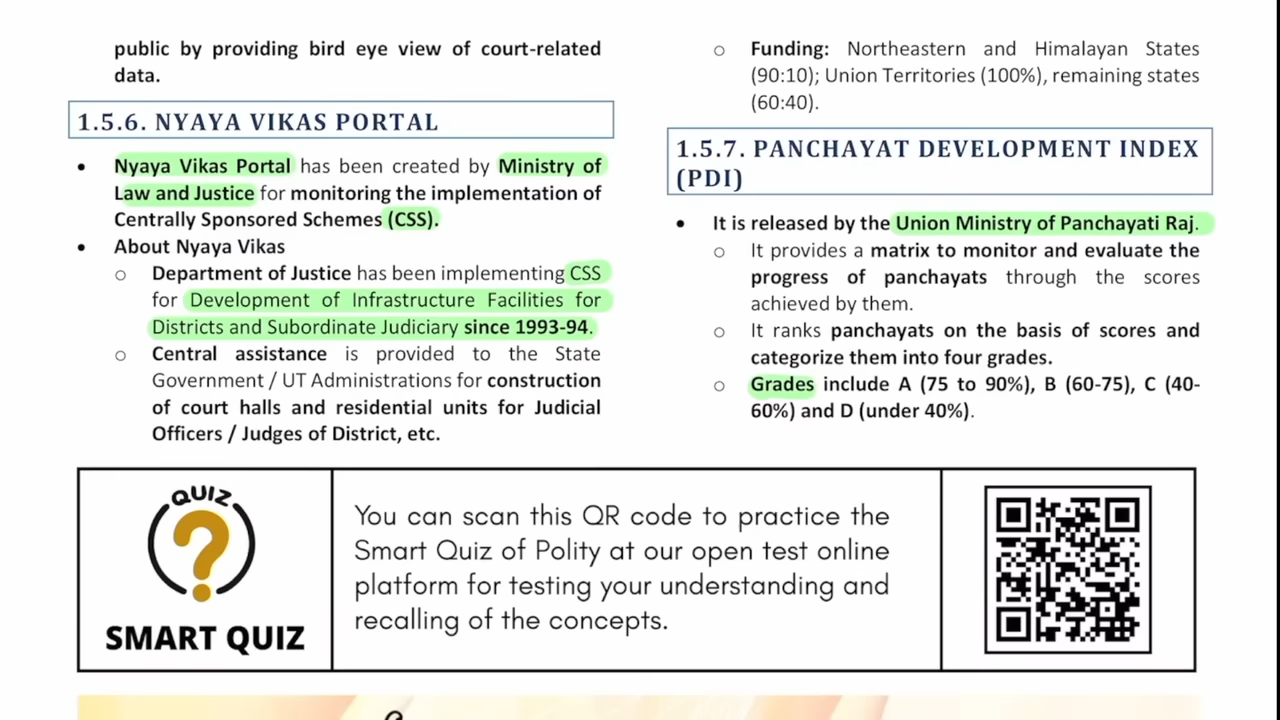 public by providing bird eye view of court-related
data.
1.5.6. NYAYA VIKAS PORTAL
• Nyaya Vikas Portal has been created by Ministry of
Law and Justice for monitoring the implementation of
Centrally Sponsored Schemes (CSS).
• About Nyaya Vikas
o Department of Justice has been implementing CSS
for Development of Infrastructure Facilities for
Districts and Subordinate Judiciary since 1993-94.
o Central assistance is provided to the State
Government / UT Administrations for construction
of court halls and residential units for Judicial
Officers / Judges of District, etc.
o Funding: Northeastern and Himalayan States
(90:10); Union Territories (100%), remaining states
(60:40).
1.5.7. PANCHAYAT DEVELOPMENT INDEX
(PDI)
• It is released by the Union Ministry of Panchayati Raj.
o It provides a matrix to monitor and evaluate the
progress of panchayats through the scores
achieved by them.
o It ranks panchayats on the basis of scores and
categorize them into four grades.
o Grades include A (75 to 90%), B (60-75), C (40-
60%) and D (under 40%).
QUIZ
?
SMART QUIZ
You can scan this QR code to practice the
Smart Quiz of Polity at our open test online
platform for testing your understanding and
recalling of the concepts.